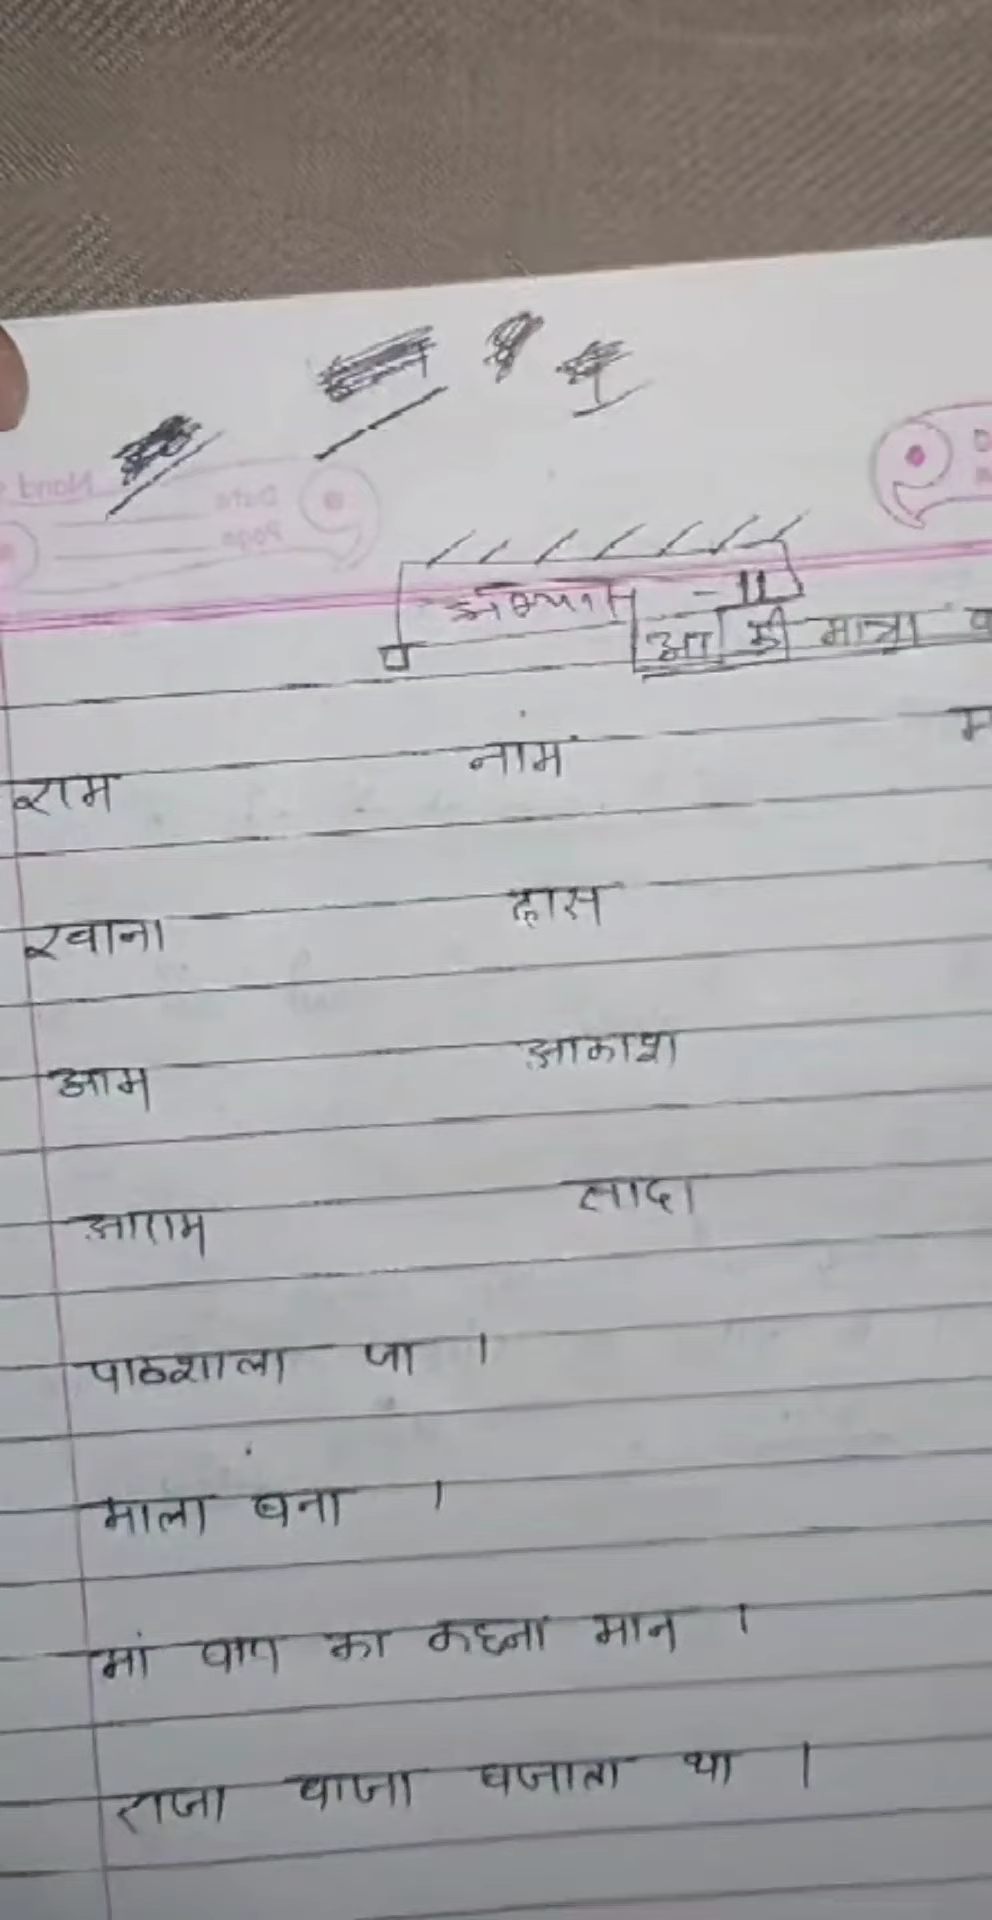 अभ्यास - 11
आ की मात्रा
राम नाम
खाना दास
आम आकाश
आराम लादा
पाठशाला जा ।
माला बना ।
मां बाप का कहना मान ।
राजा बाजा बजाता था ।